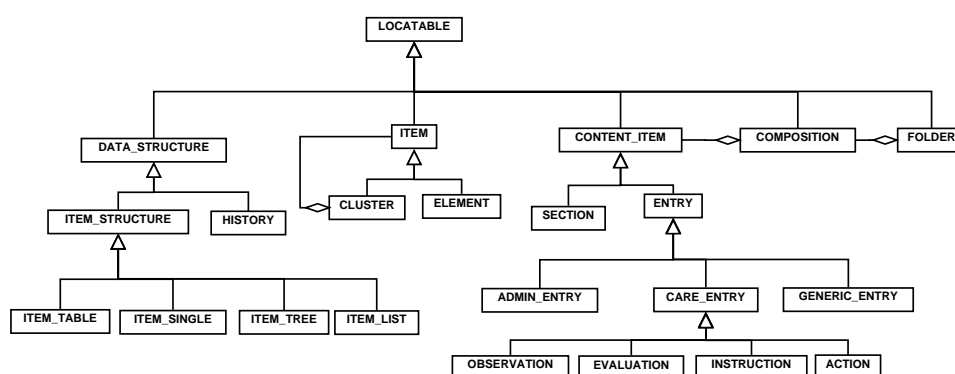 LOCATABLE
DATA_STRUCTURE
ITEM
CONTENT_ITEM
COMPOSITION
FOLDER
ITEM_STRUCTURE
HISTORY
CLUSTER
ELEMENT
SECTION
ENTRY
ITEM_TABLE
ITEM_SINGLE
ITEM_TREE
ITEM_LIST
ADMIN_ENTRY
CARE_ENTRY
GENERIC_ENTRY
OBSERVATION
EVALUATION
INSTRUCTION
ACTION